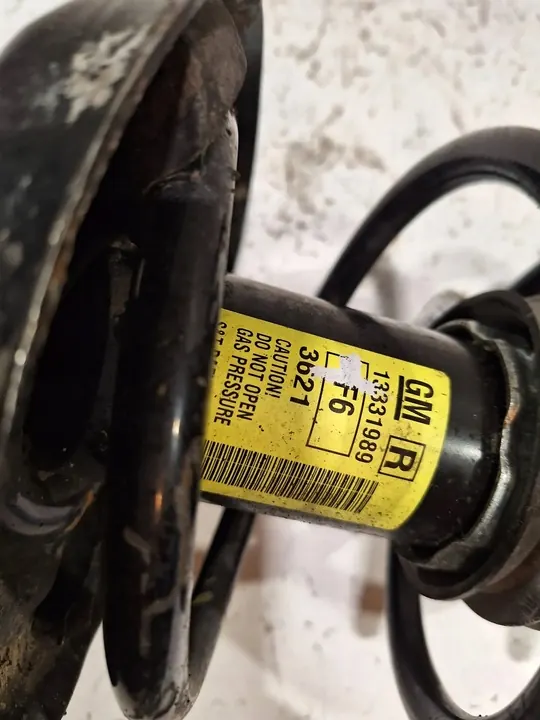 GM R
13331989
F6
3621
CAUTION!
DO NOT OPEN
GAS PRESSURE